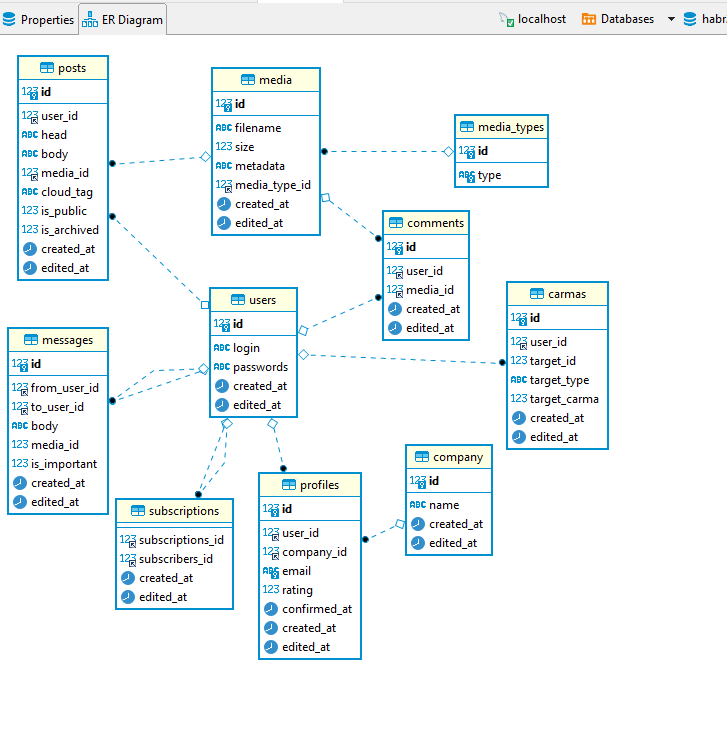 Properties
ER Diagram
localhost
Databases
habr
posts
123 id
123 user_id
ABC head
ABC body
123 media_id
ABC cloud_tag
123 is_public
123 is_archived
created_at
edited_at
media
123 id
ABC filename
123 size
ABC metadata
123 media_type_id
created_at
edited_at
media_types
123 id
ABC type
comments
123 id
123 user_id
123 media_id
created_at
edited_at
users
123 id
ABC login
ABC passwords
created_at
edited_at
carmas
123 id
123 user_id
123 target_id
ABC target_type
123 target_carma
created_at
edited_at
messages
123 id
123 from_user_id
123 to_user_id
ABC body
123 media_id
123 is_important
created_at
edited_at
subscriptions
123 subscriptions_id
123 subscribers_id
created_at
edited_at
profiles
123 id
123 user_id
123 company_id
ABC email
123 rating
confirmed_at
created_at
edited_at
company
123 id
ABC name
created_at
edited_at